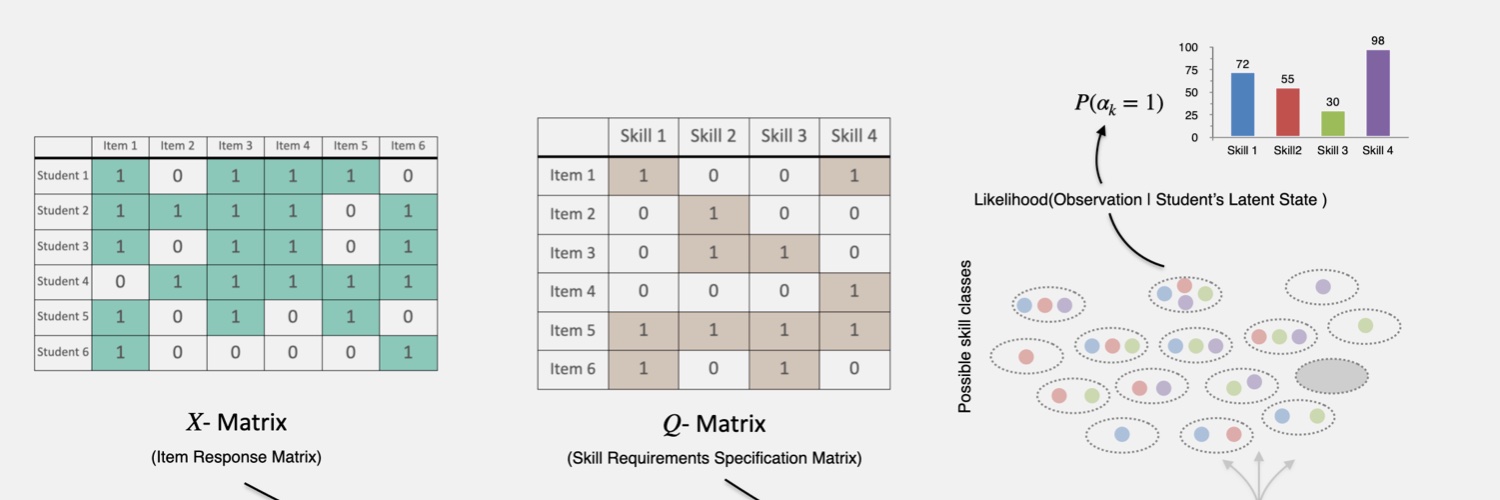 Item 1 Item 2 Item 3 Item 4 Item 5 Item 6
Student 1 1 0 1 1 1 0
Student 2 1 1 1 1 0 1
Student 3 1 0 1 1 0 1
Student 4 0 1 1 1 1 1
Student 5 1 0 1 0 1 0
Student 6 1 0 0 0 0 1
X- Matrix
(Item Response Matrix)
Skill 1 Skill 2 Skill 3 Skill 4
Item 1 1 0 0 1
Item 2 0 1 0 0
Item 3 0 1 1 0
Item 4 0 0 0 1
Item 5 1 1 1 1
Item 6 1 0 1 0
Q- Matrix
(Skill Requirements Specification Matrix)
P(αₖ = 1)
100
75
50
25
0
72
55
30
98
Skill 1 Skill2 Skill 3 Skill 4
Likelihood(Observation | Student’s Latent State )
Possible skill classes